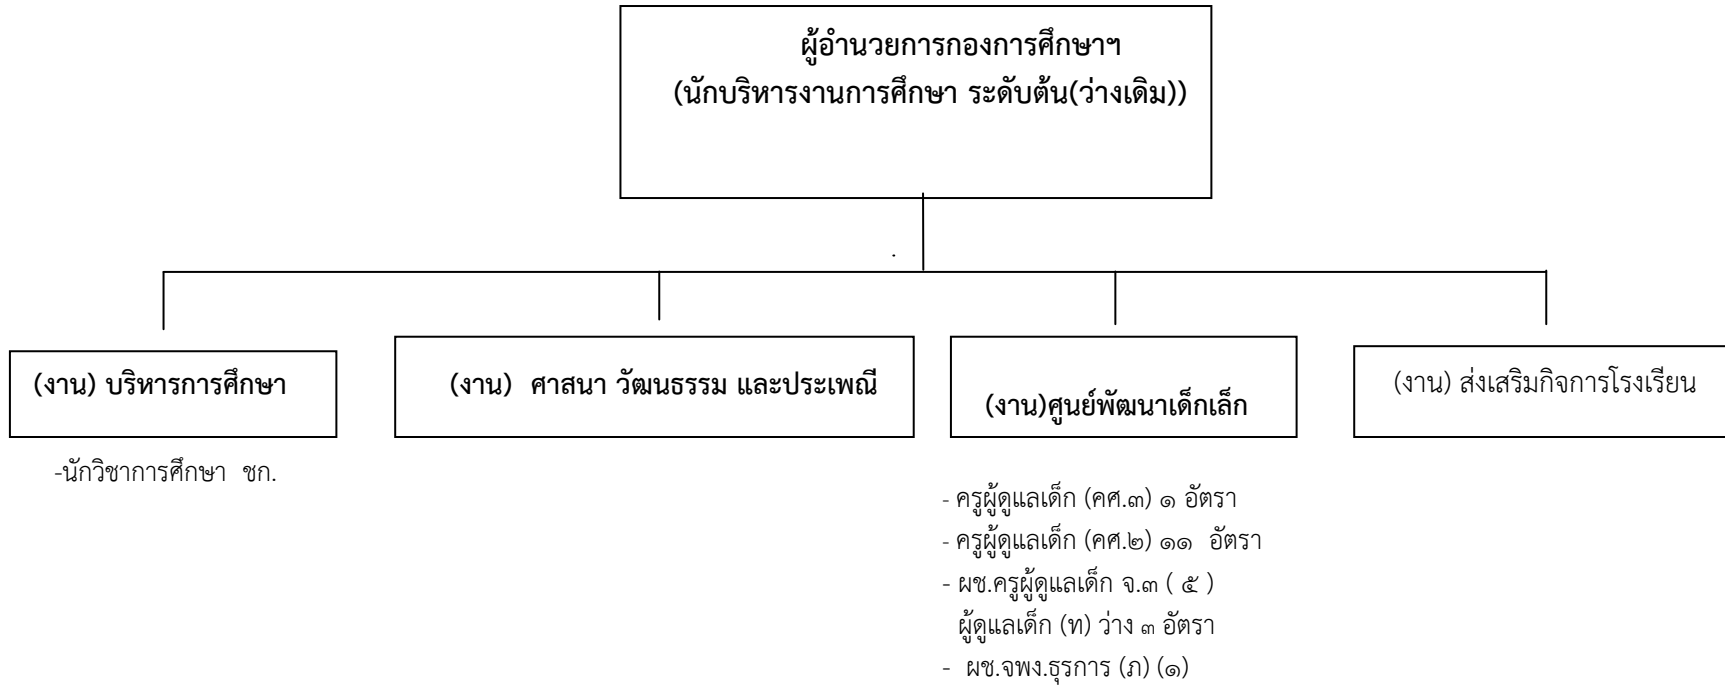 ผู้อำนวยการกองการศึกษาฯ
(นักบริหารงานการศึกษา ระดับต้น(ว่างเดิม))
(งาน) บริหารการศึกษา
-นักวิชาการศึกษา ชก.
(งาน) ศาสนา วัฒนธรรม และประเพณี
(งาน)ศูนย์พัฒนาเด็กเล็ก
- ครูผู้ดูแลเด็ก (คศ.๓) ๑ อัตรา
- ครูผู้ดูแลเด็ก (คศ.๒) ๑๑ อัตรา
- ผช.ครูผู้ดูแลเด็ก จ.๓ ( ๕ )
ผู้ดูแลเด็ก (ท) ว่าง ๓ อัตรา
- ผช.จพง.ธุรการ (ภ) (๑)
(งาน) ส่งเสริมกิจการโรงเรียน